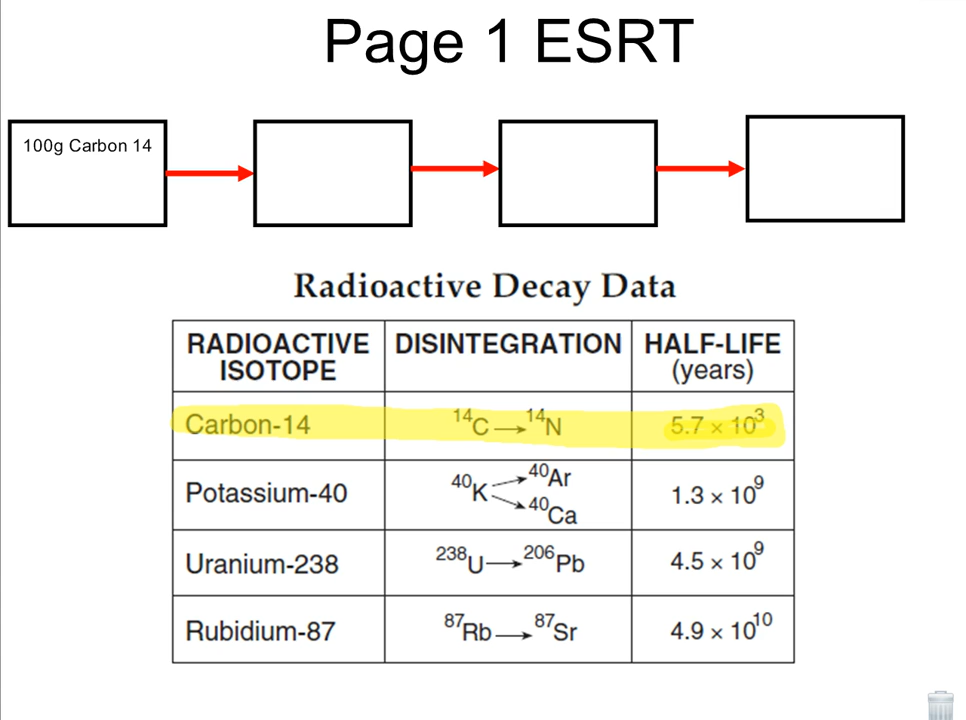 Page 1 ESRT
100g Carbon 14
Radioactive Decay Data
RADIOACTIVE ISOTOPE DISINTEGRATION HALF-LIFE (years)
Carbon-14 ¹⁴C → ¹⁴N 5.7 × 10³
Potassium-40 ⁴⁰K → ⁴⁰Ar ⁴⁰Ca 1.3 × 10⁹
Uranium-238 ²³⁸U → ²⁰⁶Pb 4.5 × 10⁹
Rubidium-87 ⁸⁷Rb → ⁸⁷Sr 4.9 × 10¹⁰